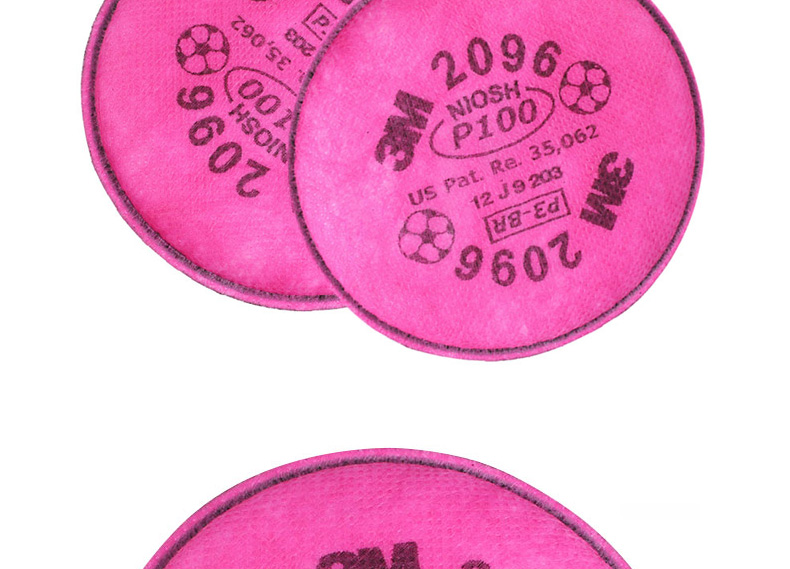 2096
3M
NIOSH
P100
US Pat. Re. 35,062
12 J 9 203
P3-BR
3M
2096
35,062
203
NIOSH
100
2096
3M